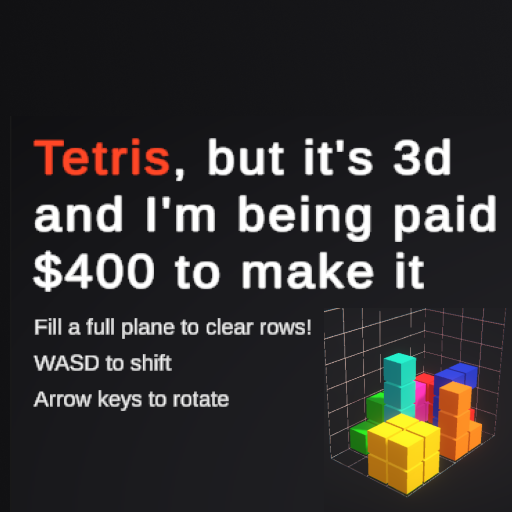 Tetris, but it's 3d
and I'm being paid
$400 to make it
Fill a full plane to clear rows!
WASD to shift
Arrow keys to rotate